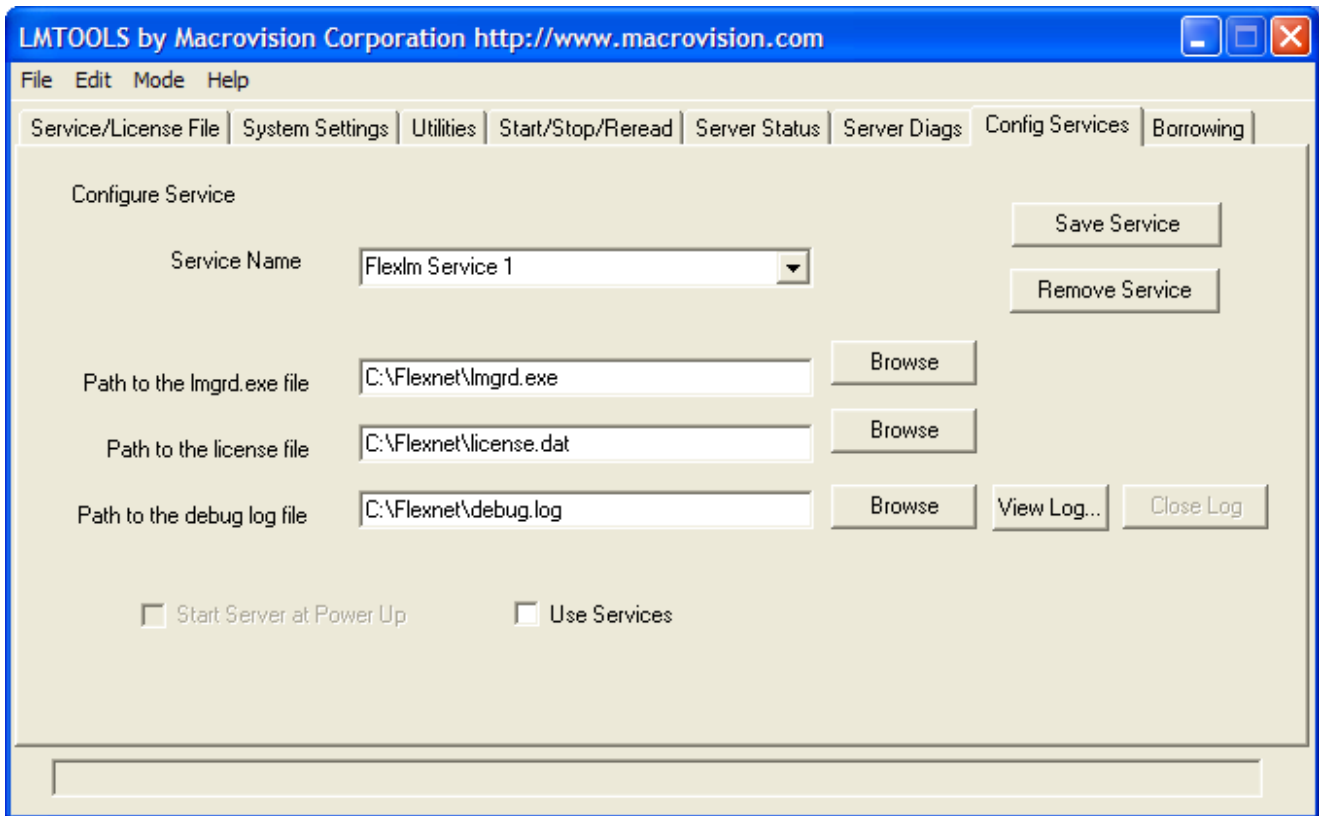 LMTOOLS by Macrovision Corporation http://www.macrovision.com
File Edit Mode Help
Service/License File System Settings Utilities Start/Stop/Reread Server Status Server Diags Config Services Borrowing
Configure Service
Save Service
Service Name Flexlm Service 1
Remove Service
Path to the lmgrd.exe file C:\Flexnet\lmgrd.exe Browse
Path to the license file C:\Flexnet\license.dat Browse
Path to the debug log file C:\Flexnet\debug.log Browse View Log... Close Log
Start Server at Power Up Use Services